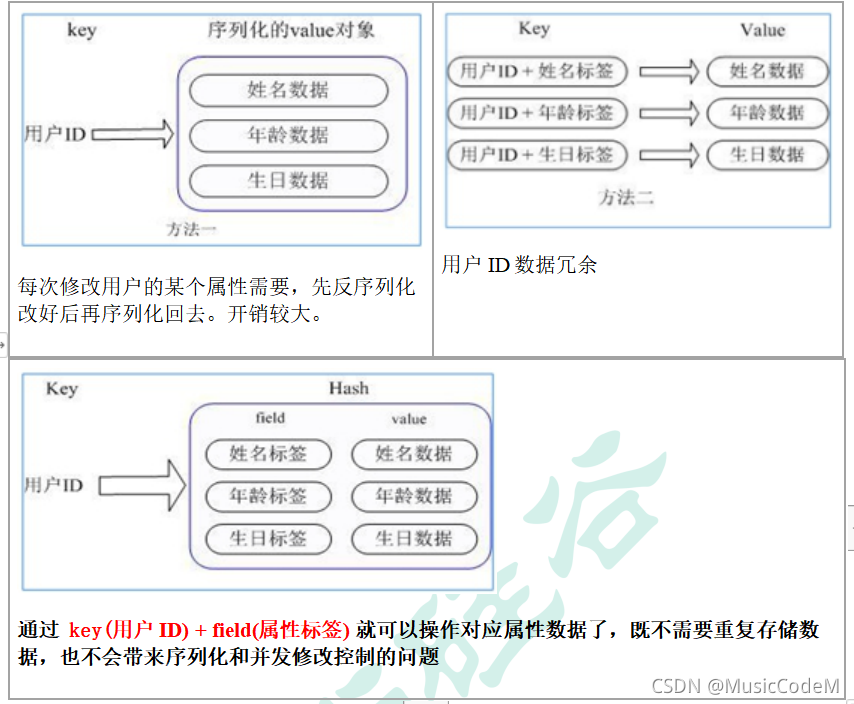 key 序列化的value对象
姓名数据
用户ID
年龄数据
生日数据
方法一
每次修改用户的某个属性需要，先反序列化
改好后再序列化回去。开销较大。
Key Value
用户ID + 姓名标签 姓名数据
用户ID + 年龄标签 年龄数据
用户ID + 生日标签 生日数据
方法二
用户 ID 数据冗余
Key Hash
field value
姓名标签 姓名数据
用户ID
年龄标签 年龄数据
生日标签 生日数据
通过 key(用户 ID) + field(属性标签) 就可以操作对应属性数据了，既不需要重复存储数
据，也不会带来序列化和并发修改控制的问题
硅谷
CSDN @MusicCodeM